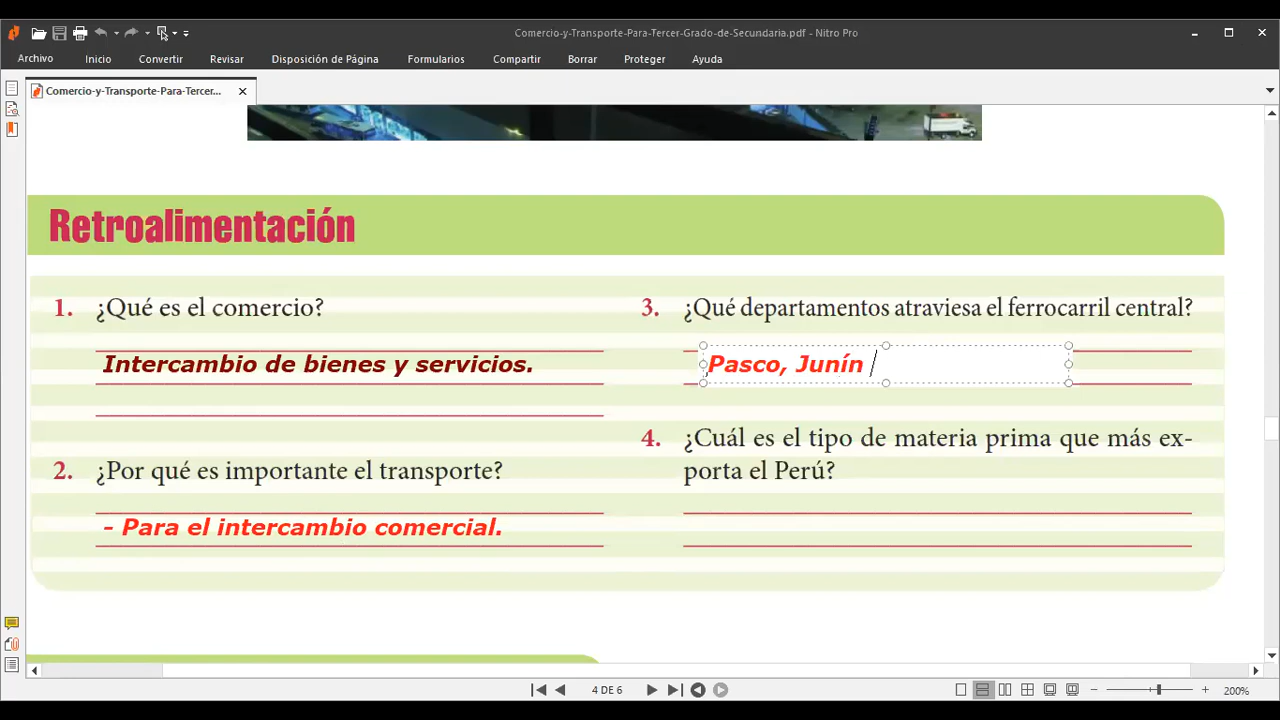 Comercio-y-Transporte-Para-Tercer-Grado-de-Secundaria.pdf - Nitro Pro
Archivo Inicio Convertir Revisar Disposición de Página Formularios Compartir Borrar Proteger Ayuda
Comercio-y-Transporte-Para-Tercer...
Retroalimentación
1. ¿Qué es el comercio?
Intercambio de bienes y servicios.
2. ¿Por qué es importante el transporte?
- Para el intercambio comercial.
3. ¿Qué departamentos atraviesa el ferrocarril central?
Pasco, Junín
4. ¿Cuál es el tipo de materia prima que más ex-
porta el Perú?
4 DE 6
200%